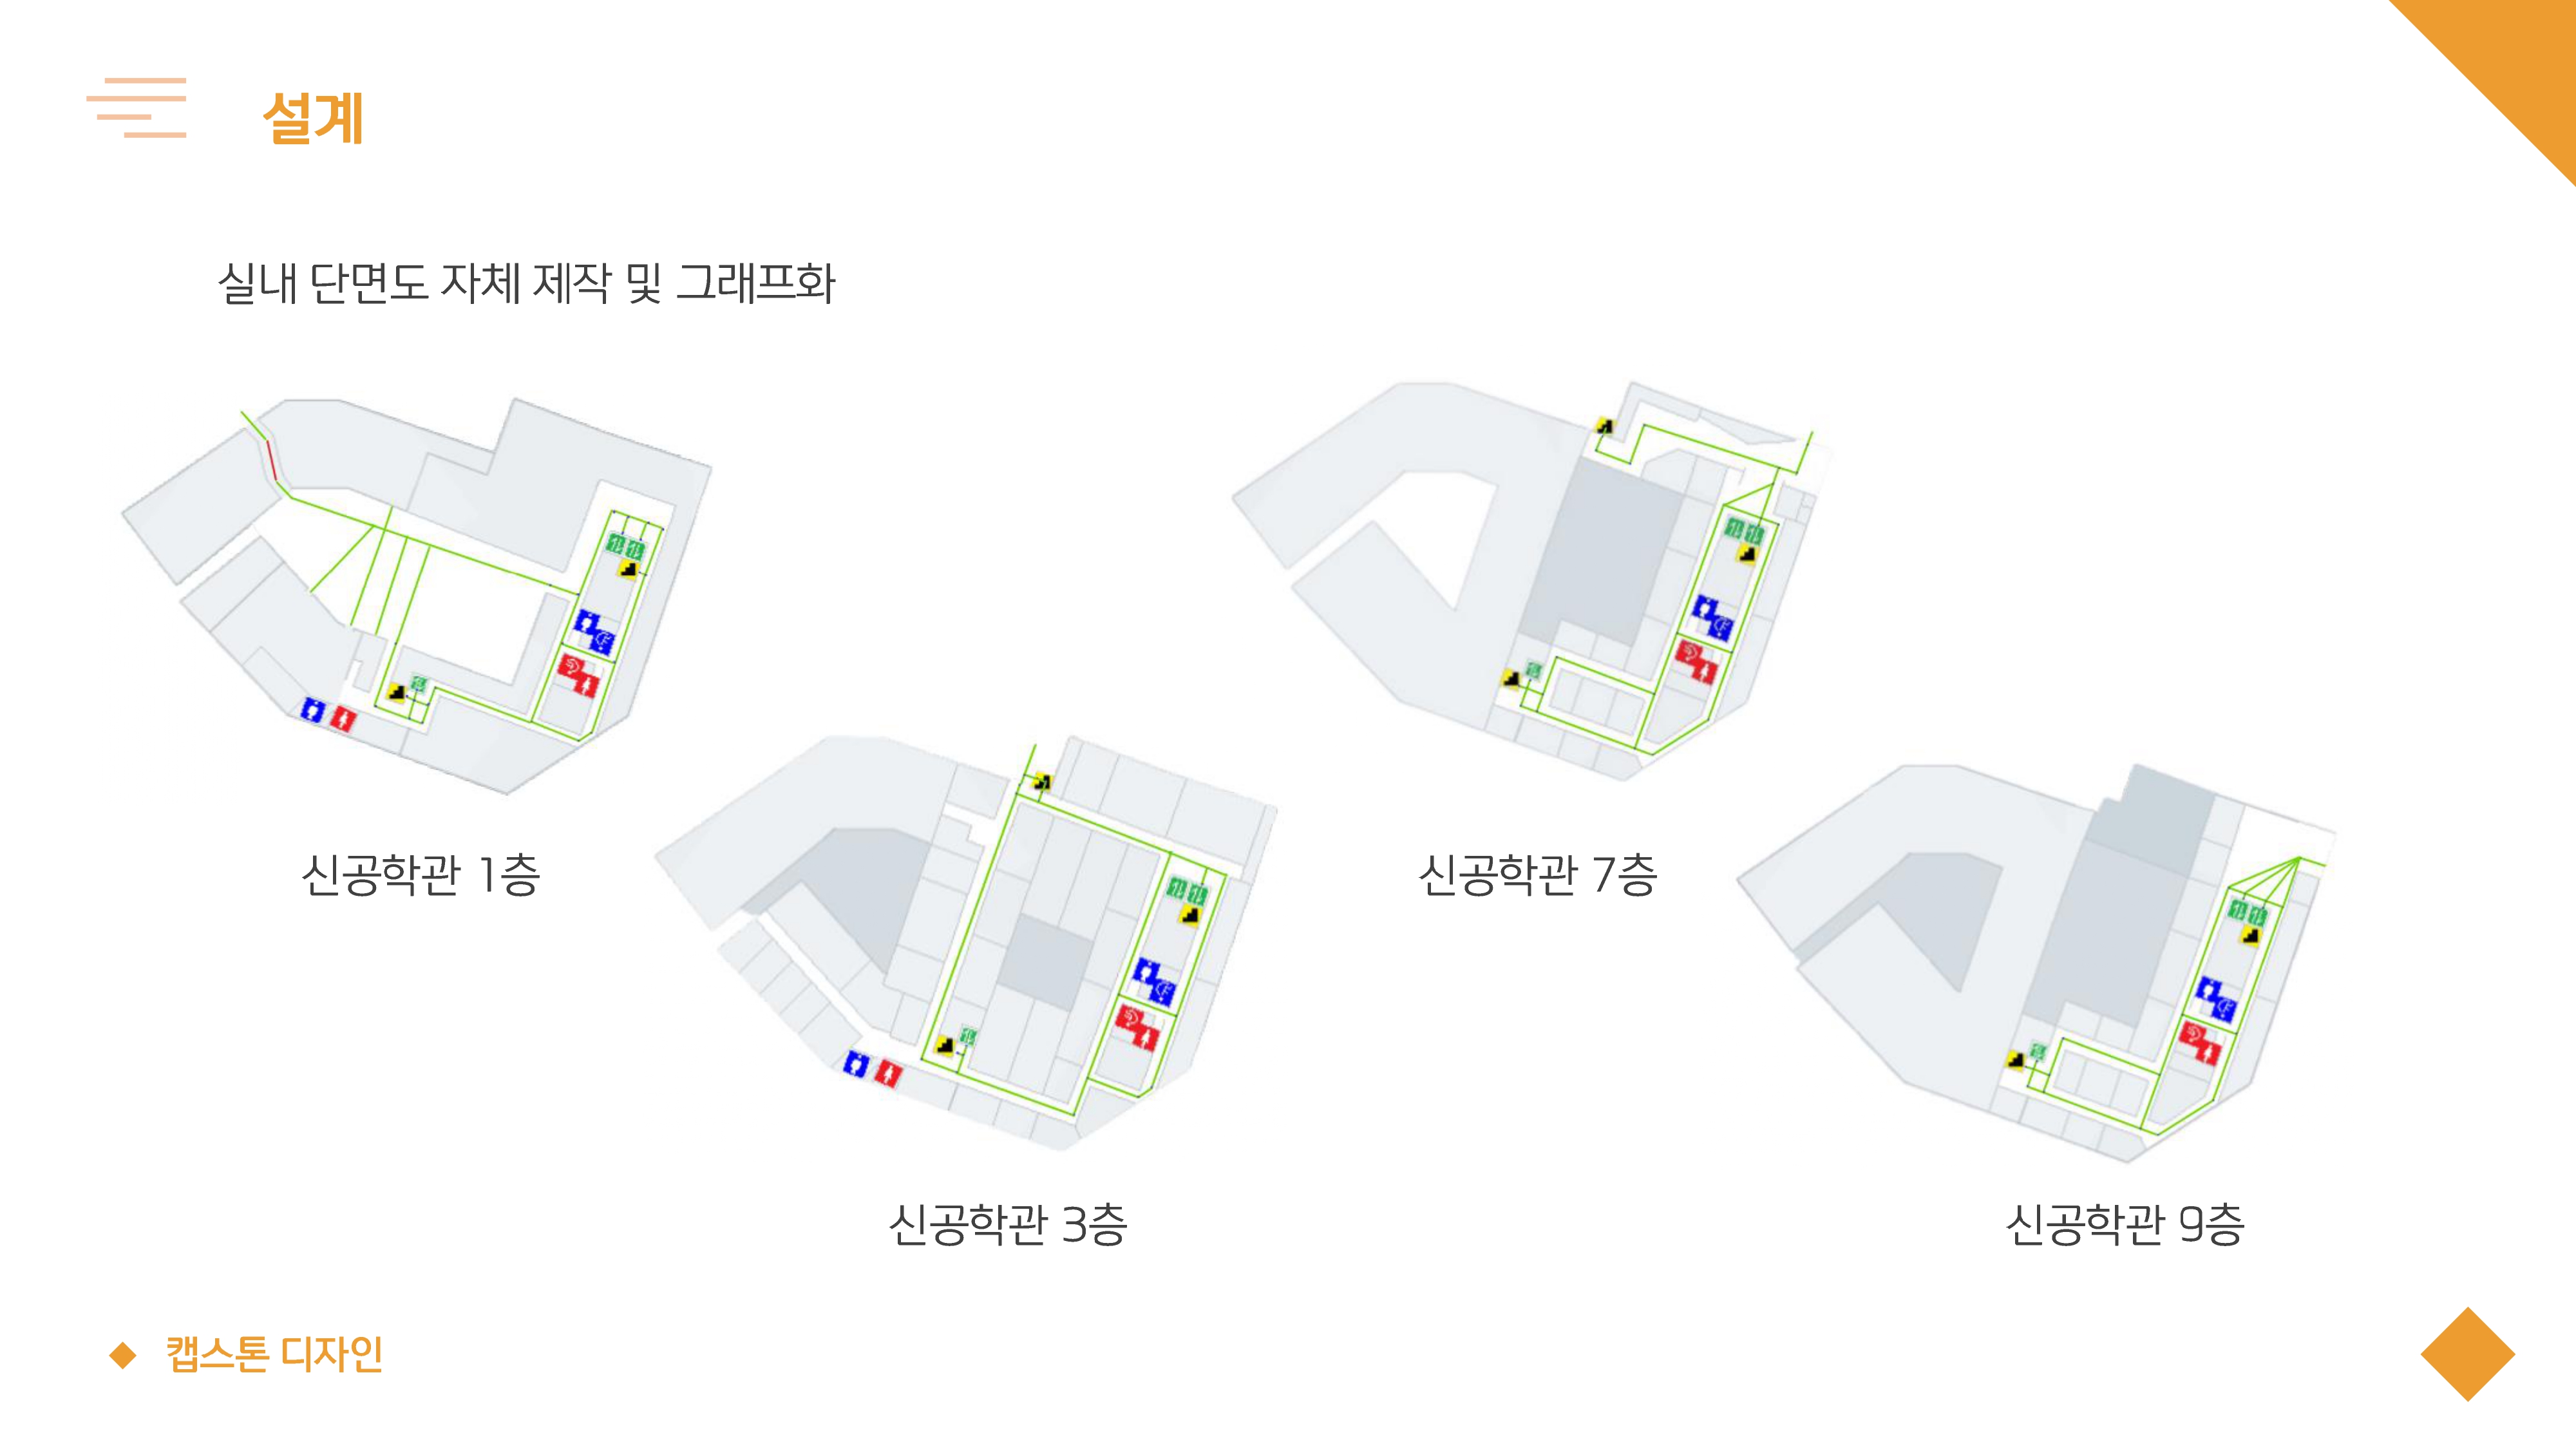 설계
실내 단면도 자체 제작 및 그래프화
신공학관 1층
신공학관 7층
신공학관 3층
신공학관 9층
캡스톤 디자인